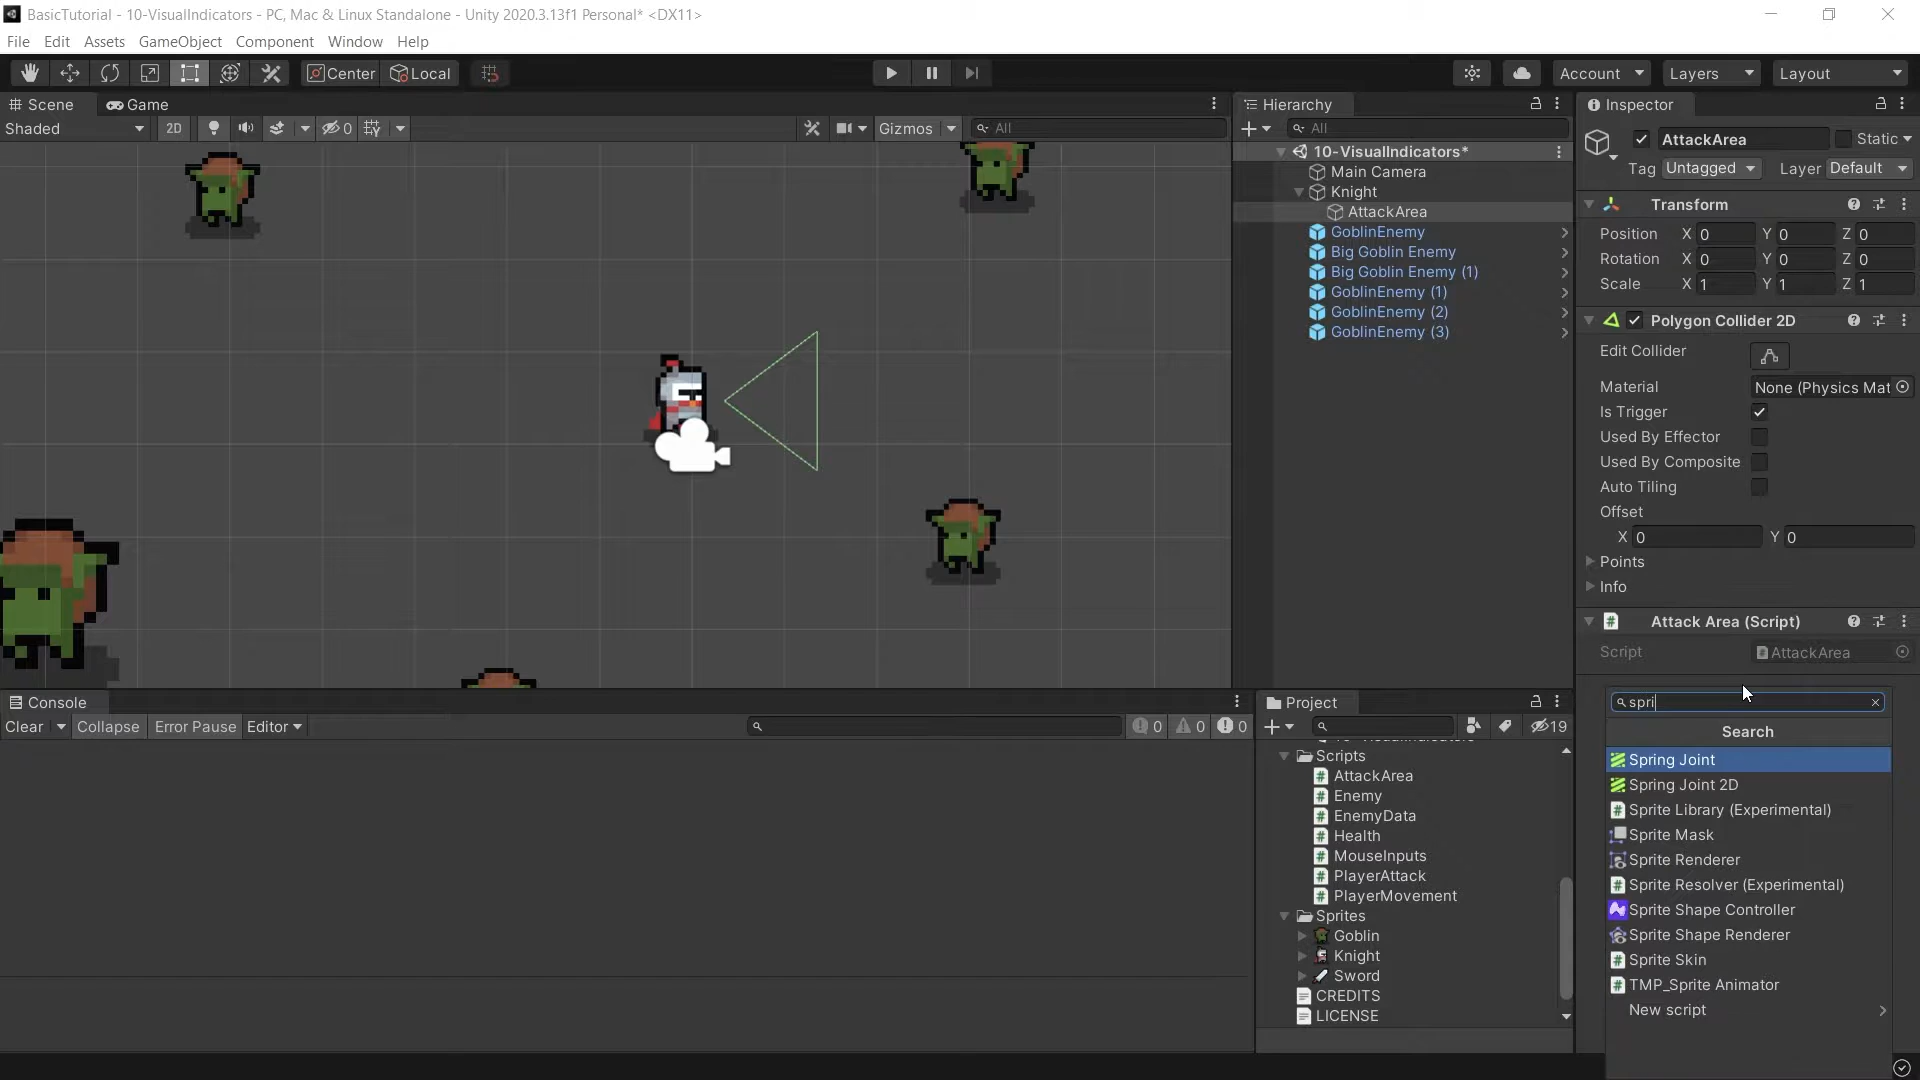 BasicTutorial - 10-VisualIndicators - PC, Mac & Linux Standalone - Unity 2020.3.13f1 Personal* <DX11>
File Edit Assets GameObject Component Window Help
Center Local Account Layers Layout
Scene Game
Shaded 2D 0 Gizmos All
Hierarchy
All
10-VisualIndicators*
Main Camera
Knight
AttackArea
GoblinEnemy
Big Goblin Enemy
Big Goblin Enemy (1)
GoblinEnemy (1)
GoblinEnemy (2)
GoblinEnemy (3)
Inspector
AttackArea Static
Tag Untagged Layer Default
Transform
Position X 0 Y 0 Z 0
Rotation X 0 Y 0 Z 0
Scale X 1 Y 1 Z 1
Polygon Collider 2D
Edit Collider
Material None (Physics Mat
Is Trigger
Used By Effector
Used By Composite
Auto Tiling
Offset
X 0 Y 0
Points
Info
Attack Area (Script)
Script AttackArea
spri
Search
Spring Joint
Spring Joint 2D
Sprite Library (Experimental)
Sprite Mask
Sprite Renderer
Sprite Resolver (Experimental)
Sprite Shape Controller
Sprite Shape Renderer
Sprite Skin
TMP_Sprite Animator
New script
Console
Clear Collapse Error Pause Editor 0 0 0
Project
19
Scripts
AttackArea
Enemy
EnemyData
Health
MouseInputs
PlayerAttack
PlayerMovement
Sprites
Goblin
Knight
Sword
CREDITS
LICENSE